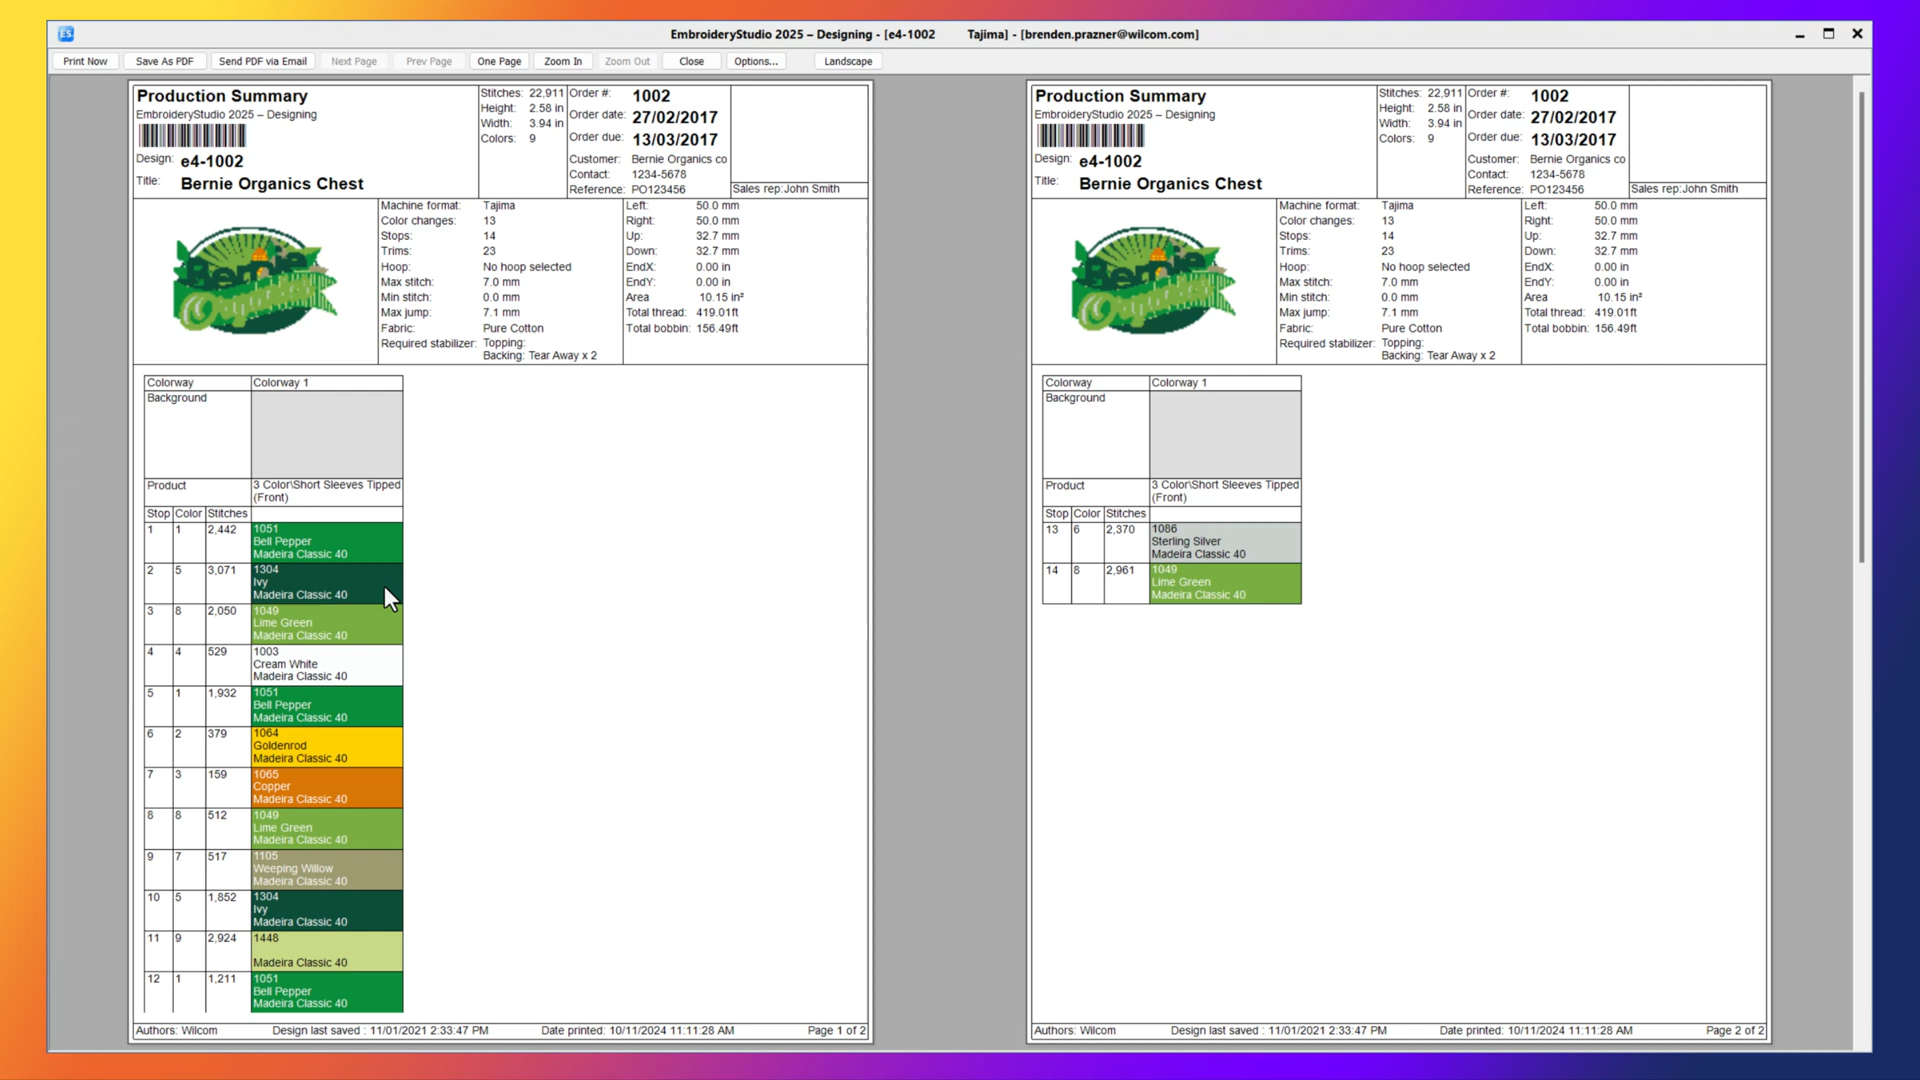 ES
EmbroideryStudio 2025 – Designing - [e4-1002 Tajima] - [brenden.prazner@wilcom.com]
Print Now Save As PDF Send PDF via Email Next Page Prev Page One Page Zoom In Zoom Out Close Options... Landscape
Production Summary
EmbroideryStudio 2025 – Designing
Design: e4-1002
Title: Bernie Organics Chest
Stitches: 22,911
Height: 2.58 in
Width: 3.94 in
Colors: 9
Order #: 1002
Order date: 27/02/2017
Order due: 13/03/2017
Customer: Bernie Organics co
Contact: 1234-5678
Reference: PO123456
Sales rep:John Smith
Bernie
Organics
Machine format: Tajima
Color changes: 13
Stops: 14
Trims: 23
Hoop: No hoop selected
Max stitch: 7.0 mm
Min stitch: 0.0 mm
Max jump: 7.1 mm
Fabric: Pure Cotton
Required stabilizer: Topping:
Backing: Tear Away x 2
Left: 50.0 mm
Right: 50.0 mm
Up: 32.7 mm
Down: 32.7 mm
EndX: 0.00 in
EndY: 0.00 in
Area 10.15 in²
Total thread: 419.01ft
Total bobbin: 156.49ft
Colorway Colorway 1
Background
Product 3 Color\Short Sleeves Tipped
(Front)
Stop Color Stitches
1 1 2,442 1051
Bell Pepper
Madeira Classic 40
2 5 3,071 1304
Ivy
Madeira Classic 40
3 8 2,050 1049
Lime Green
Madeira Classic 40
4 4 529 1003
Cream White
Madeira Classic 40
5 1 1,932 1051
Bell Pepper
Madeira Classic 40
6 2 379 1064
Goldenrod
Madeira Classic 40
7 3 159 1065
Copper
Madeira Classic 40
8 8 512 1049
Lime Green
Madeira Classic 40
9 7 517 1105
Weeping Willow
Madeira Classic 40
10 5 1,852 1304
Ivy
Madeira Classic 40
11 9 2,924 1448
Madeira Classic 40
12 1 1,211 1051
Bell Pepper
Madeira Classic 40
Authors: Wilcom Design last saved : 11/01/2021 2:33:47 PM Date printed: 10/11/2024 11:11:28 AM Page 1 of 2
Production Summary
EmbroideryStudio 2025 – Designing
Design: e4-1002
Title: Bernie Organics Chest
Stitches: 22,911
Height: 2.58 in
Width: 3.94 in
Colors: 9
Order #: 1002
Order date: 27/02/2017
Order due: 13/03/2017
Customer: Bernie Organics co
Contact: 1234-5678
Reference: PO123456
Sales rep:John Smith
Bernie
Organics
Machine format: Tajima
Color changes: 13
Stops: 14
Trims: 23
Hoop: No hoop selected
Max stitch: 7.0 mm
Min stitch: 0.0 mm
Max jump: 7.1 mm
Fabric: Pure Cotton
Required stabilizer: Topping:
Backing: Tear Away x 2
Left: 50.0 mm
Right: 50.0 mm
Up: 32.7 mm
Down: 32.7 mm
EndX: 0.00 in
EndY: 0.00 in
Area 10.15 in²
Total thread: 419.01ft
Total bobbin: 156.49ft
Colorway Colorway 1
Background
Product 3 Color\Short Sleeves Tipped
(Front)
Stop Color Stitches
13 6 2,370 1086
Sterling Silver
Madeira Classic 40
14 8 2,961 1049
Lime Green
Madeira Classic 40
Authors: Wilcom Design last saved : 11/01/2021 2:33:47 PM Date printed: 10/11/2024 11:11:28 AM Page 2 of 2